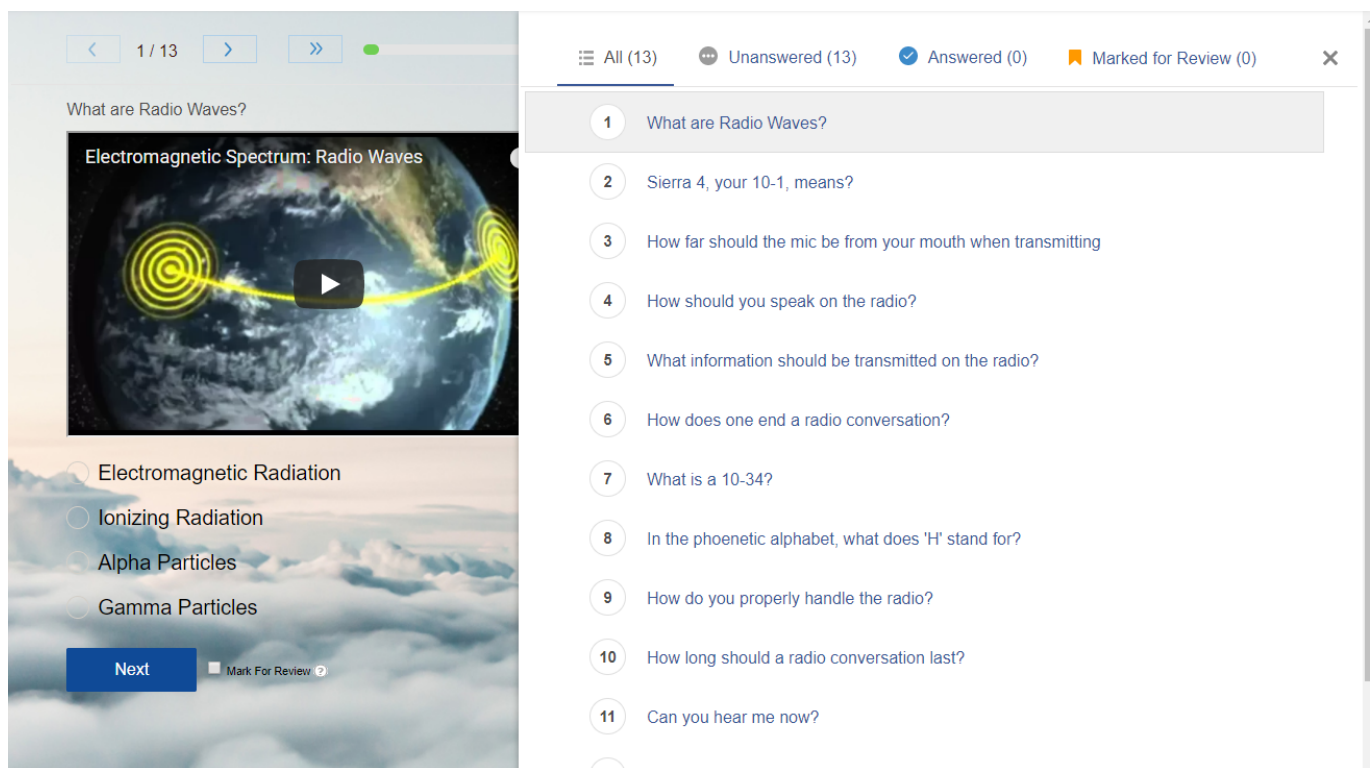 1 / 13
What are Radio Waves?
Electromagnetic Spectrum: Radio Waves
Electromagnetic Radiation
Ionizing Radiation
Alpha Particles
Gamma Particles
Next
Mark For Review ?
All (13) Unanswered (13) Answered (0) Marked for Review (0)
1 What are Radio Waves?
2 Sierra 4, your 10-1, means?
3 How far should the mic be from your mouth when transmitting
4 How should you speak on the radio?
5 What information should be transmitted on the radio?
6 How does one end a radio conversation?
7 What is a 10-34?
8 In the phoenetic alphabet, what does 'H' stand for?
9 How do you properly handle the radio?
10 How long should a radio conversation last?
11 Can you hear me now?